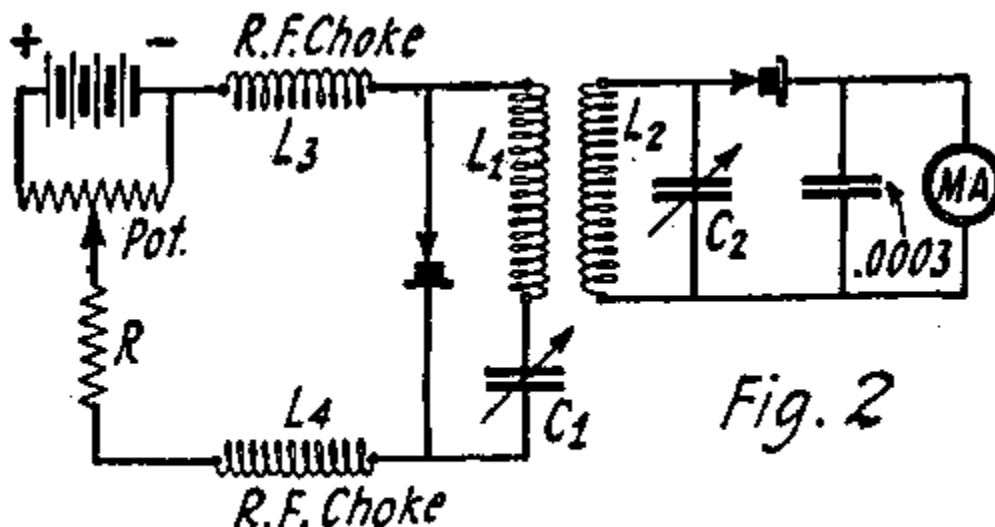 + -
R.F. Choke
L3
Pot.
R
L4
R.F. Choke
L1
L2
C1
C2
.0003
MA
Fig. 2